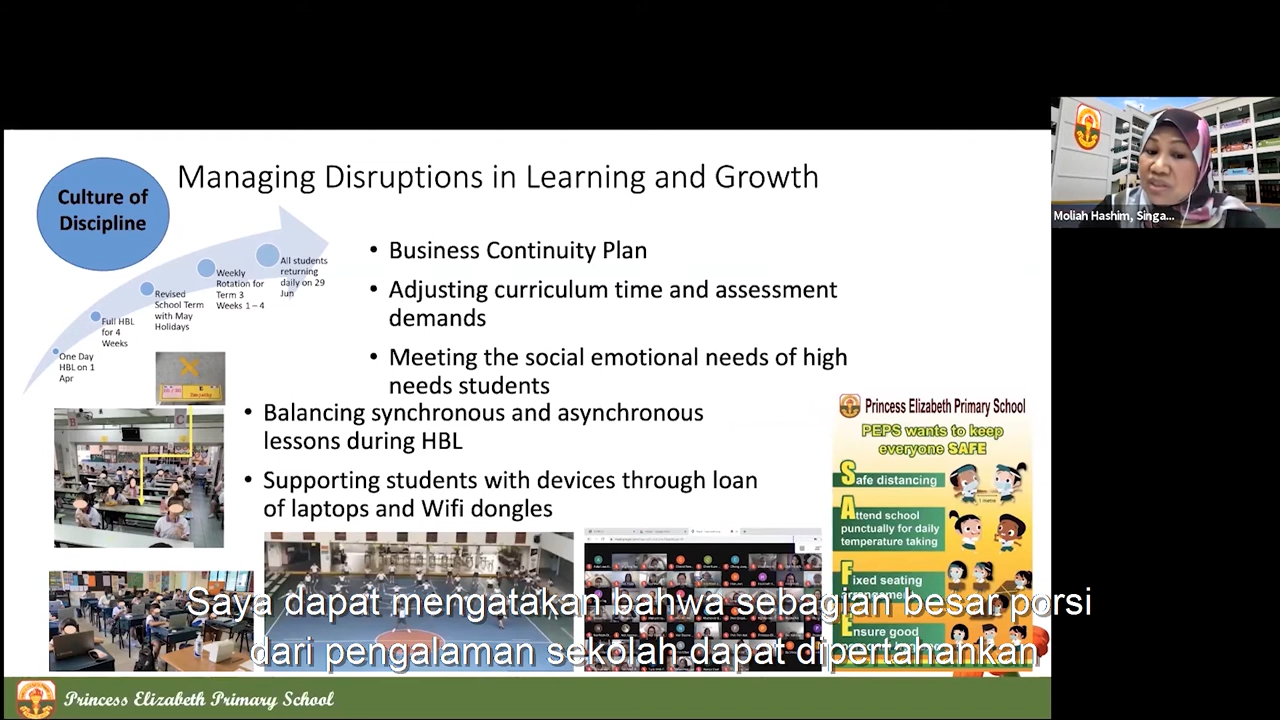 Culture of
Discipline
Managing Disruptions in Learning and Growth
One Day
HBL on 1
Apr
Full HBL
for 4
Weeks
Revised
School Term
with May
Holidays
Weekly
Rotation for
Term 3
Weeks 1 – 4
All students
returning
daily on 29
Jun
• Business Continuity Plan
• Adjusting curriculum time and assessment
demands
• Meeting the social emotional needs of high
needs students
• Balancing synchronous and asynchronous
lessons during HBL
• Supporting students with devices through loan
of laptops and Wifi dongles
Princess Elizabeth Primary School
PEPS wants to keep
everyone SAFE
Safe distancing
Attend school
punctually for daily
temperature taking
Fixed seating
Ensure good
Saya dapat mengatakan bahwa sebagian besar porsi
dari pengalaman sekolah dapat dipertahankan
Princess Elizabeth Primary School
Moliah Hashim, Singa...